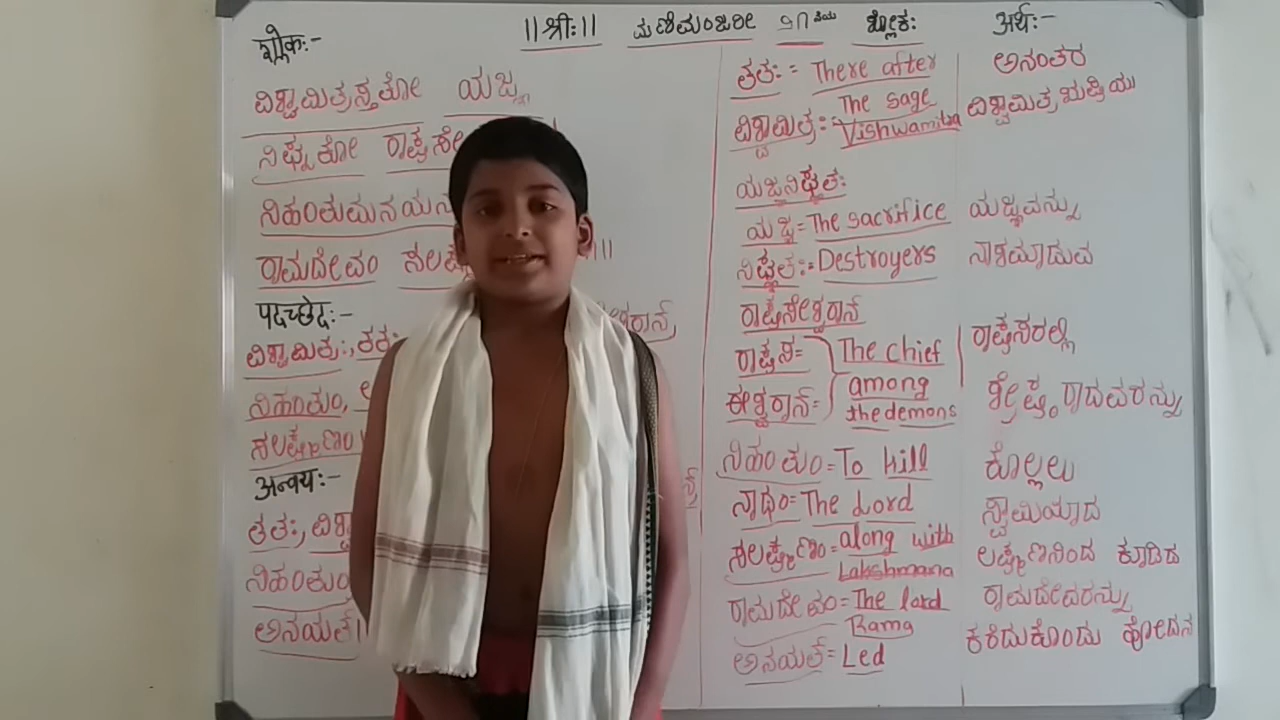 ॥श्रीः॥ ಮಣಿಮಂಜರೀ ೨೧ನೆಯ ಶ್ಲೋಕಃ
श्लोकः-
ವಿಶ್ವಾಮಿತ್ರಸ್ತತೋ ಯಜ್ಞ
ನಿಘ್ನತೋ
ನಿಹಂತುಮನಯನ
ರಾಮದೇವಂ ಸಲಕ್ಷ್ ॥
पदच्छेदः-
ವಿಶ್ವಾಮಿತ್ರಃ, ತತಃ
ನಿಹಂತುಂ,
ಸಲಕ್ಷ್ಮಣಂ
अन्वयः-
ತತಃ, ವಿಶ್ವಾ
ನಿಹಂತುಂ
ಅನಯತ್।
अर्थः-
ತತಃ = There after ಅನಂತರ
ವಿಶ್ವಾಮಿತ್ರಃ = The sage Vishwamitra ವಿಶ್ವಾಮಿತ್ರ ಋಷಿಯು
ಯಜ್ಞನಿಘ್ನತಃ
ಯಜ್ಞ = The sacrifice ಯಜ್ಞವನ್ನು
ನಿಘ್ನತಃ = Destroyers ನಾಶಮಾಡುವ
ರಾಕ್ಷಸೇಶ್ವರಾನ್
ರಾಕ್ಷಸ = The chief ರಾಕ್ಷಸರಲ್ಲಿ
ಈಶ್ವರಾನ್ = among the demons ಶ್ರೇಷ್ಠರಾದವರನ್ನು
ನಿಹಂತುಂ = To kill ಕೊಲ್ಲಲು
ನಾಥಂ = The Lord ಸ್ವಾಮಿಯಾದ
ಸಲಕ್ಷ್ಮಣಂ = along with Lakshmana ಲಕ್ಷ್ಮಣನಿಂದ ಕೂಡಿದ
ರಾಮದೇವಂ = The lord Rama ರಾಮದೇವರನ್ನು
ಅನಯತ್ = Led ಕರೆದುಕೊಂಡು ಹೋದನ